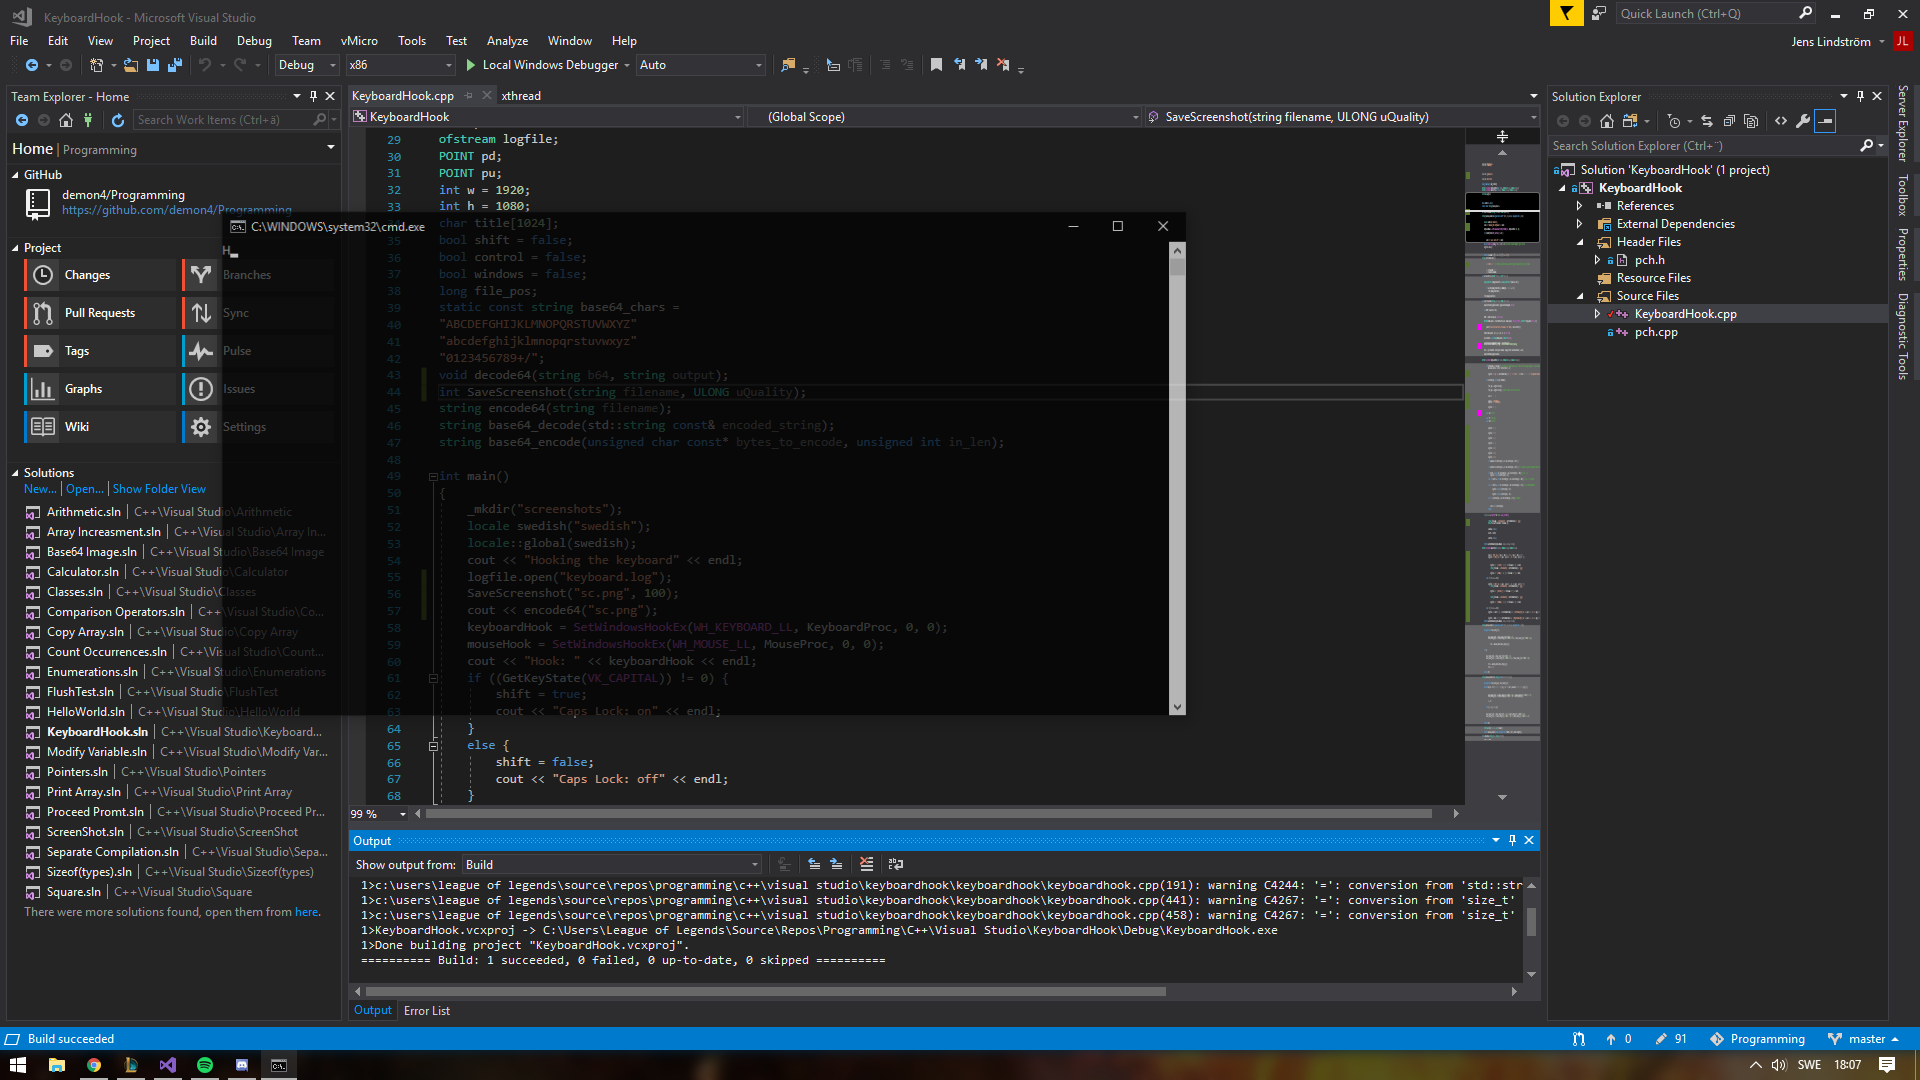 KeyboardHook - Microsoft Visual Studio
Quick Launch (Ctrl+Q)
File Edit View Project Build Debug Team vMicro Tools Test Analyze Window Help
Jens Lindström JL
Debug x86 Local Windows Debugger Auto
Team Explorer - Home
Search Work Items (Ctrl+ä)
Home | Programming
GitHub
demon4/Programming
https://github.com/demon4/Programming
Project
Changes Branches
Pull Requests Sync
Tags Pulse
Graphs Issues
Wiki Settings
Solutions
New... | Open... | Show Folder View
Arithmetic.sln | C++\Visual Studio\Arithmetic
Array Increasment.sln | C++\Visual Studio\Array In...
Base64 Image.sln | C++\Visual Studio\Base64 Image
Calculator.sln | C++\Visual Studio\Calculator
Classes.sln | C++\Visual Studio\Classes
Comparison Operators.sln | C++\Visual Studio\Co...
Copy Array.sln | C++\Visual Studio\Copy Array
Count Occurrences.sln | C++\Visual Studio\Count...
Enumerations.sln | C++\Visual Studio\Enumerations
FlushTest.sln | C++\Visual Studio\FlushTest
HelloWorld.sln | C++\Visual Studio\HelloWorld
KeyboardHook.sln | C++\Visual Studio\Keyboard...
Modify Variable.sln | C++\Visual Studio\Modify Var...
Pointers.sln | C++\Visual Studio\Pointers
Print Array.sln | C++\Visual Studio\Print Array
Proceed Promt.sln | C++\Visual Studio\Proceed Pr...
ScreenShot.sln | C++\Visual Studio\ScreenShot
Separate Compilation.sln | C++\Visual Studio\Sepa...
Sizeof(types).sln | C++\Visual Studio\Sizeof(types)
Square.sln | C++\Visual Studio\Square
There were more solutions found, open them from here.
KeyboardHook.cpp xthread
KeyboardHook (Global Scope) SaveScreenshot(string filename, ULONG uQuality)
29 ofstream logfile;
30 POINT pd;
31 POINT pu;
32 int w = 1920;
33 int h = 1080;
C:\WINDOWS\system32\cmd.exe
H_
char title[1024];
35 bool shift = false;
36 bool control = false;
37 bool windows = false;
38 long file_pos;
39 static const string base64_chars =
40 "ABCDEFGHIJKLMNOPQRSTUVWXYZ"
41 "abcdefghijklmnopqrstuvwxyz"
42 "0123456789+/";
43 void decode64(string b64, string output);
44 int SaveScreenshot(string filename, ULONG uQuality);
45 string encode64(string filename);
46 string base64_decode(std::string const& encoded_string);
47 string base64_encode(unsigned char const* bytes_to_encode, unsigned int in_len);
48
49 int main()
50 {
51 _mkdir("screenshots");
52 locale swedish("swedish");
53 locale::global(swedish);
54 cout << "Hooking the keyboard" << endl;
55 logfile.open("keyboard.log");
56 SaveScreenshot("sc.png", 100);
57 cout << encode64("sc.png");
58 keyboardHook = SetWindowsHookEx(WH_KEYBOARD_LL, KeyboardProc, 0, 0);
59 mouseHook = SetWindowsHookEx(WH_MOUSE_LL, MouseProc, 0, 0);
60 cout << "Hook: " << keyboardHook << endl;
61 if ((GetKeyState(VK_CAPITAL)) != 0) {
62 shift = true;
63 cout << "Caps Lock: on" << endl;
64 }
65 else {
66 shift = false;
67 cout << "Caps Lock: off" << endl;
68 }
99 %
Output
Show output from: Build
1>c:\users\league of legends\source\repos\programming\c++\visual studio\keyboardhook\keyboardhook\keyboardhook.cpp(191): warning C4244: '=': conversion from 'std::str
1>c:\users\league of legends\source\repos\programming\c++\visual studio\keyboardhook\keyboardhook\keyboardhook.cpp(441): warning C4267: '=': conversion from 'size_t'
1>c:\users\league of legends\source\repos\programming\c++\visual studio\keyboardhook\keyboardhook\keyboardhook.cpp(458): warning C4267: '=': conversion from 'size_t'
1>KeyboardHook.vcxproj -> C:\Users\League of Legends\Source\Repos\Programming\C++\Visual Studio\KeyboardHook\Debug\KeyboardHook.exe
1>Done building project "KeyboardHook.vcxproj".
========== Build: 1 succeeded, 0 failed, 0 up-to-date, 0 skipped ==========
Output Error List
Solution Explorer
Search Solution Explorer (Ctrl+¨)
Solution 'KeyboardHook' (1 project)
KeyboardHook
References
External Dependencies
Header Files
pch.h
Resource Files
Source Files
KeyboardHook.cpp
pch.cpp
Server Explorer
Toolbox
Properties
Diagnostic Tools
Build succeeded
0 91 Programming master
SWE 18:07